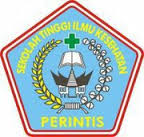 SEKOLAH TINGGI ILMU KESEHATAN
PERINTIS